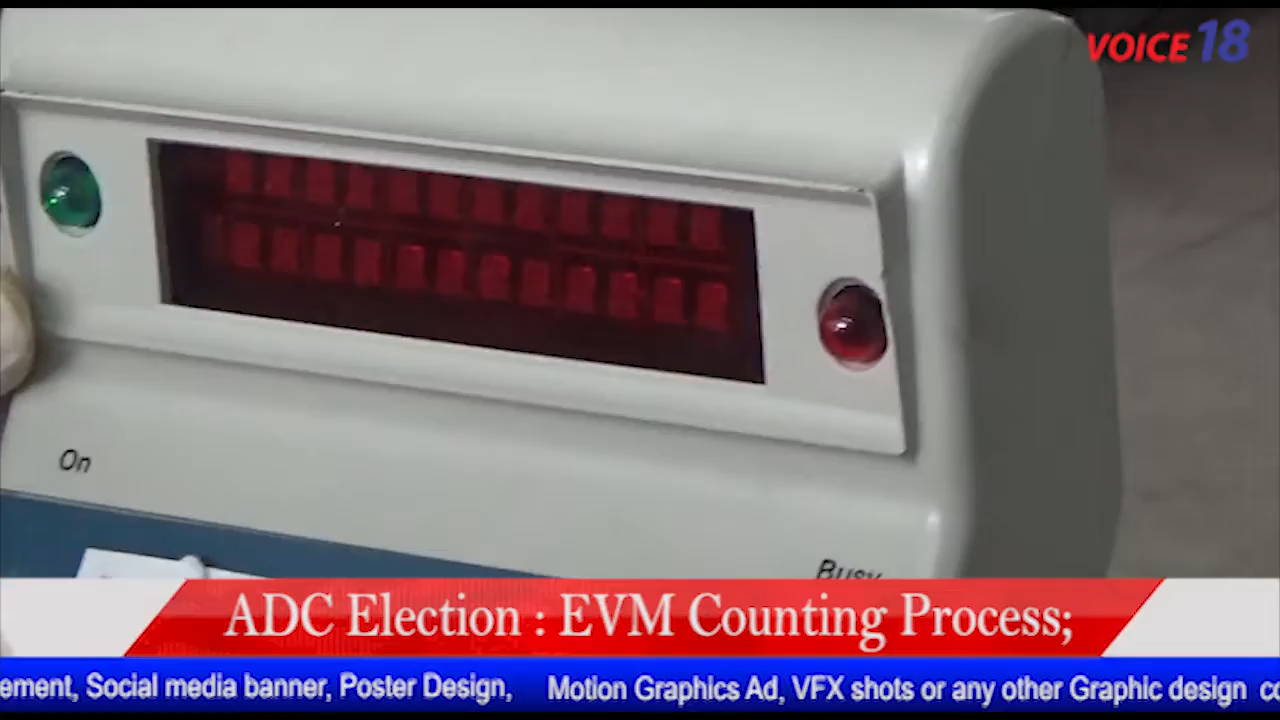 VOICE 18
On
Busy
ADC Election : EVM Counting Process;
ement, Social media banner, Poster Design, Motion Graphics Ad, VFX shots or any other Graphic design co